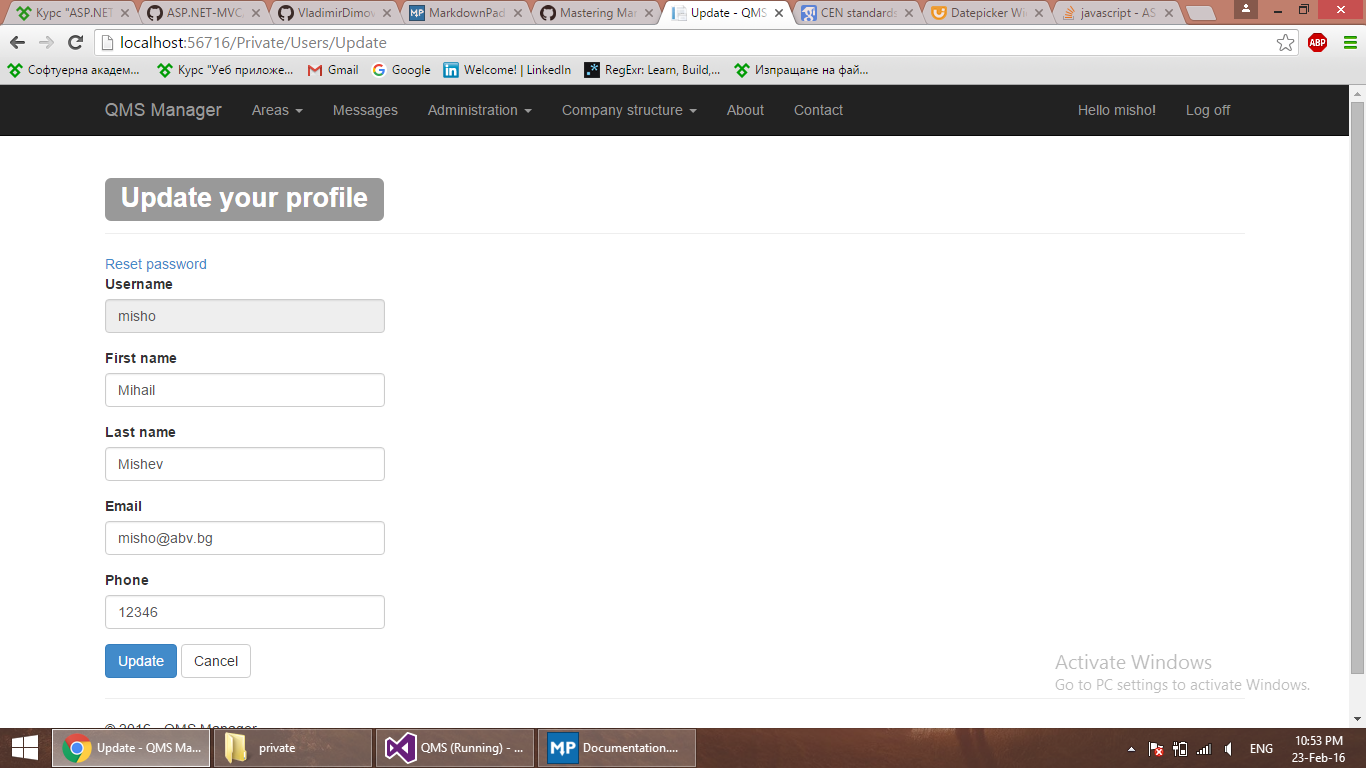 Курс "ASP.NET
ASP.NET-MVC
VladimirDimov
MarkdownPad
Mastering Mar
Update - QMS
CEN standards
Datepicker Wi
javascript - AS
localhost:56716/Private/Users/Update
ABP
Софтуерна академ...
Курс "Уеб приложе...
Gmail
Google
Welcome! | LinkedIn
RegExr: Learn, Build,...
Изпращане на фай...
QMS Manager
Areas
Messages
Administration
Company structure
About
Contact
Hello misho!
Log off
Update your profile
Reset password
Username
misho
First name
Mihail
Last name
Mishev
Email
misho@abv.bg
Phone
12346
Update
Cancel
Activate Windows
Go to PC settings to activate Windows.
© 2016 - QMS Manager
Update - QMS Ma...
private
QMS (Running) - ...
MP
Documentation....
ENG
10:53 PM
23-Feb-16